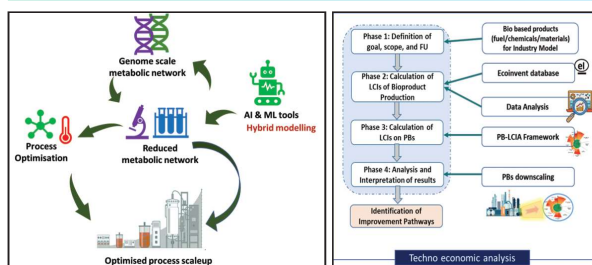 Genome scale
metabolic network
AI & ML tools
Hybrid modelling
Process
Optimisation
Reduced
metabolic network
Optimised process scaleup
Phase 1: Definition of
goal, scope, and FU
Bio based products
(fuel/chemicals/materials)
for Industry Model
Phase 2: Calculation of
LCIs of Bioproduct
Production
Ecoinvent database
el
Data Analysis
Phase 3: Calculation of
LCIs on PBs
PB-LCIA Framework
Phase 4: Analysis and
Interpretation of results
PBs downscaling
Identification of
Improvement Pathways
Techno economic analysis